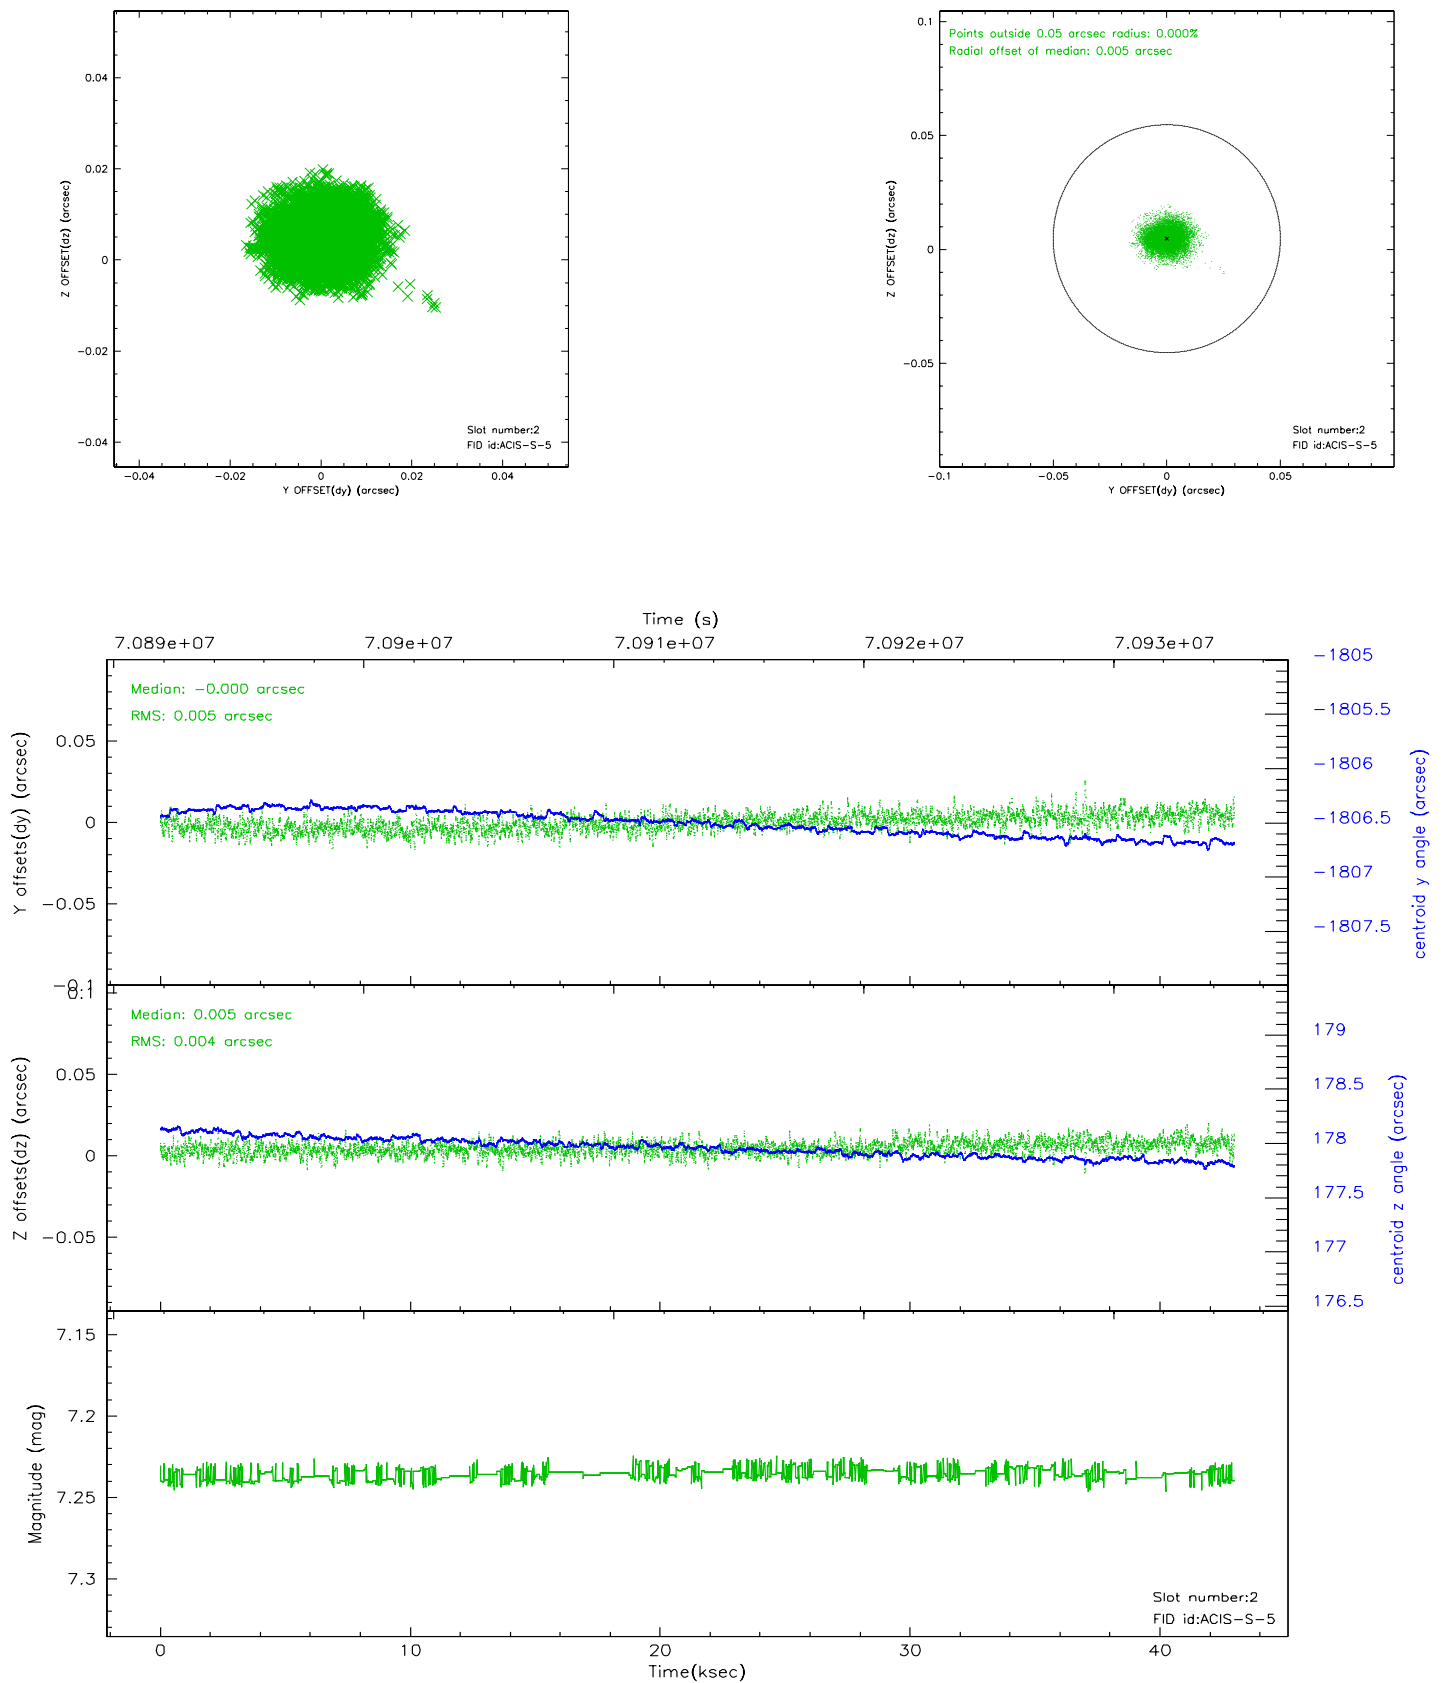 0.04
0.02
0
−0.02
−0.04
Z OFFSET(dz) (arcsec)
Slot number:2
FID id:ACIS−S−5
−0.04
−0.02
0
0.02
0.04
Y OFFSET(dy) (arcsec)
0.1
0.05
0
−0.05
Z OFFSET(dz) (arcsec)
Points outside 0.05 arcsec radius: 0.000%
Radial offset of median: 0.005 arcsec
Slot number:2
FID id:ACIS−S−5
−0.1
−0.05
0
0.05
Y OFFSET(dy) (arcsec)
Time (s)
7.089e+07
7.09e+07
7.091e+07
7.092e+07
7.093e+07
Median: −0.000 arcsec
RMS: 0.005 arcsec
0.05
0
−0.05
−0.1
Y offsets(dy) (arcsec)
−1805
−1805.5
−1806
−1806.5
−1807
−1807.5
centroid y angle (arcsec)
0.1
Median: 0.005 arcsec
RMS: 0.004 arcsec
0.05
0
−0.05
Z offsets(dz) (arcsec)
179
178.5
178
177.5
177
176.5
centroid z angle (arcsec)
7.15
7.2
7.25
7.3
Magnitude (mag)
Slot number:2
FID id:ACIS−S−5
0
10
20
30
40
Time(ksec)